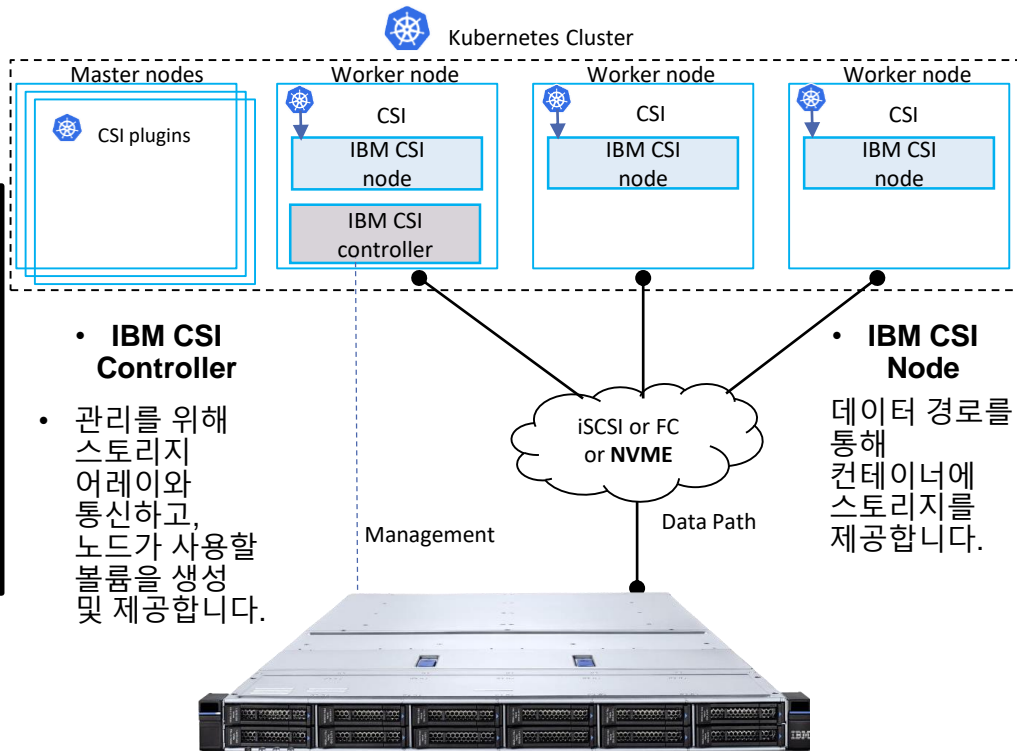 Kubernetes Cluster
Master nodes
Worker node
Worker node
Worker node
CSI plugins
CSI
IBM CSI
node
IBM CSI
controller
CSI
IBM CSI
node
CSI
IBM CSI
node
• IBM CSI
Controller
• 관리를 위해
스토리지
어레이와
통신하고,
노드가 사용할
볼륨을 생성
및 제공합니다.
iSCSI or FC
or NVME
Management
Data Path
• IBM CSI
Node
데이터 경로를
통해
컨테이너에
스토리지를
제공합니다.
IBM